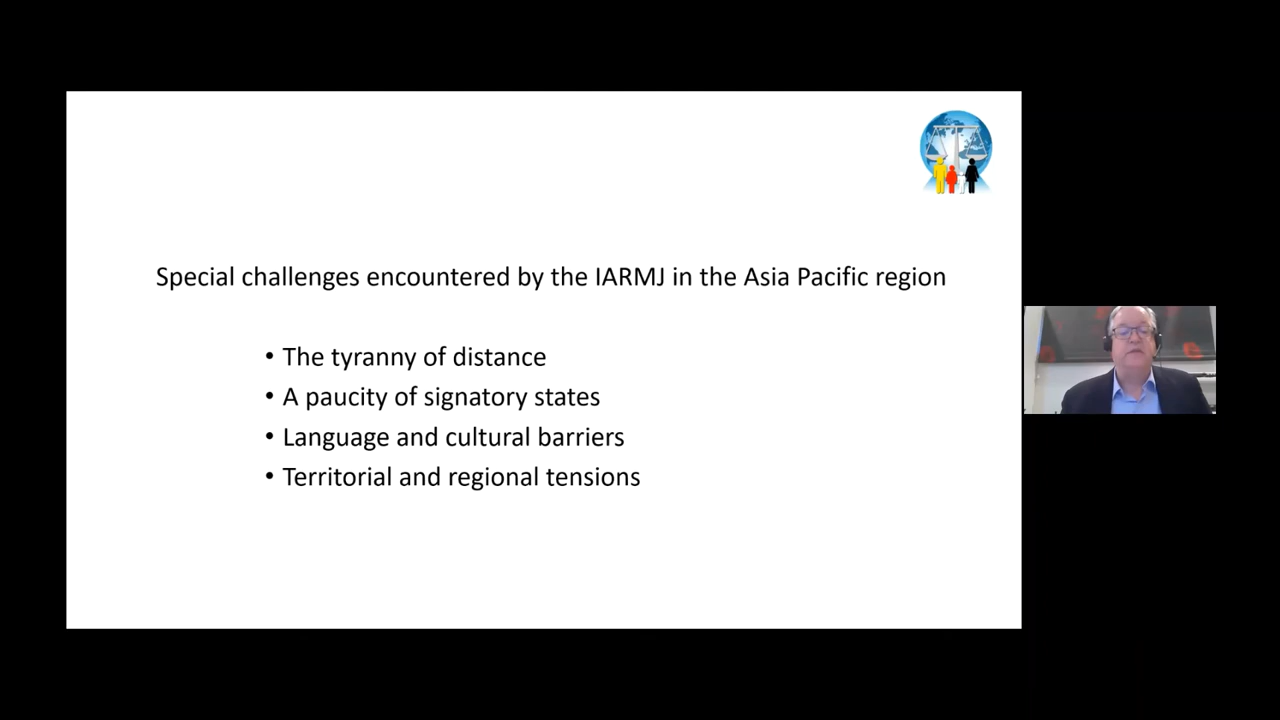 Special challenges encountered by the IARMJ in the Asia Pacific region
• The tyranny of distance
• A paucity of signatory states
• Language and cultural barriers
• Territorial and regional tensions